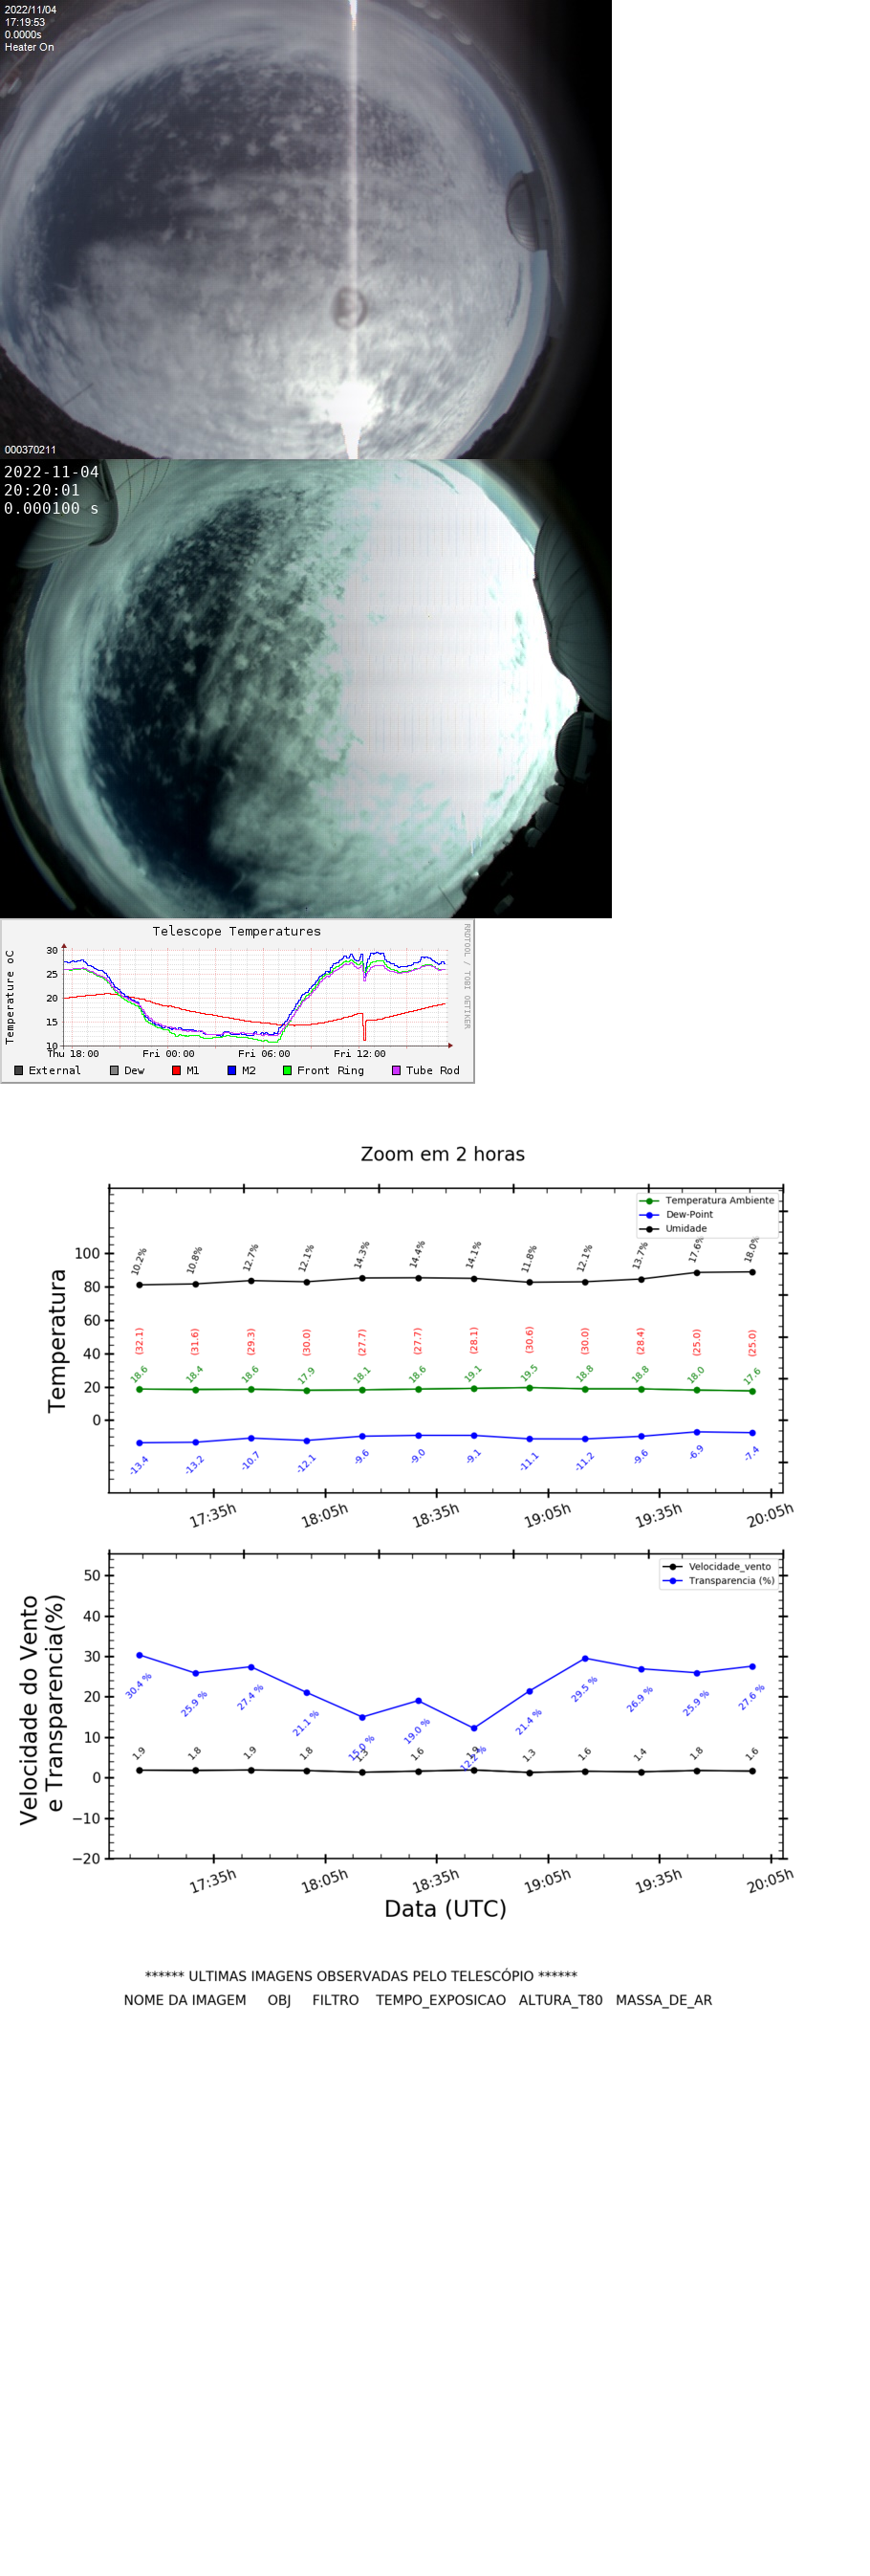 2022/11/04
17:19:53
0.0000s
Heater On
000370211
2022-11-04
20:20:01
0.000100 s
Telescope Temperatures
RRDTOOL / TOBI OETIKER
Temperature oC
30
25
20
15
10
Thu 18:00 Fri 00:00 Fri 06:00 Fri 12:00
External Dew M1 M2 Front Ring Tube Rod
Zoom em 2 horas
Temperatura Ambiente
Dew-Point
Umidade
Temperatura
100
80
60
40
20
0
10.2% 10.8% 12.7% 12.1% 14.3% 14.4% 14.1% 11.8% 12.1% 13.7% 17.6% 18.0%
(32.1) (31.6) (29.3) (30.0) (27.7) (27.7) (28.1) (30.6) (30.0) (28.4) (25.0) (25.0)
18.6 18.4 18.6 17.9 18.1 18.6 19.1 19.5 18.8 18.8 18.0 17.6
-13.4 -13.2 -10.7 -12.1 -9.6 -9.0 -9.1 -11.1 -11.2 -9.6 -6.9 -7.4
17:35h 18:05h 18:35h 19:05h 19:35h 20:05h
Velocidade_vento
Transparencia (%)
Velocidade do Vento
e Transparencia(%)
50
40
30
20
10
0
−10
−20
30.4 % 25.9 % 27.4 % 21.1 % 15.0 % 19.0 % 12.2 % 21.4 % 29.5 % 26.9 % 25.9 % 27.6 %
1.9 1.8 1.9 1.8 1.3 1.6 1.9 1.3 1.6 1.4 1.8 1.6
17:35h 18:05h 18:35h 19:05h 19:35h 20:05h
Data (UTC)
****** ULTIMAS IMAGENS OBSERVADAS PELO TELESCÓPIO ******
NOME DA IMAGEM OBJ FILTRO TEMPO_EXPOSICAO ALTURA_T80 MASSA_DE_AR